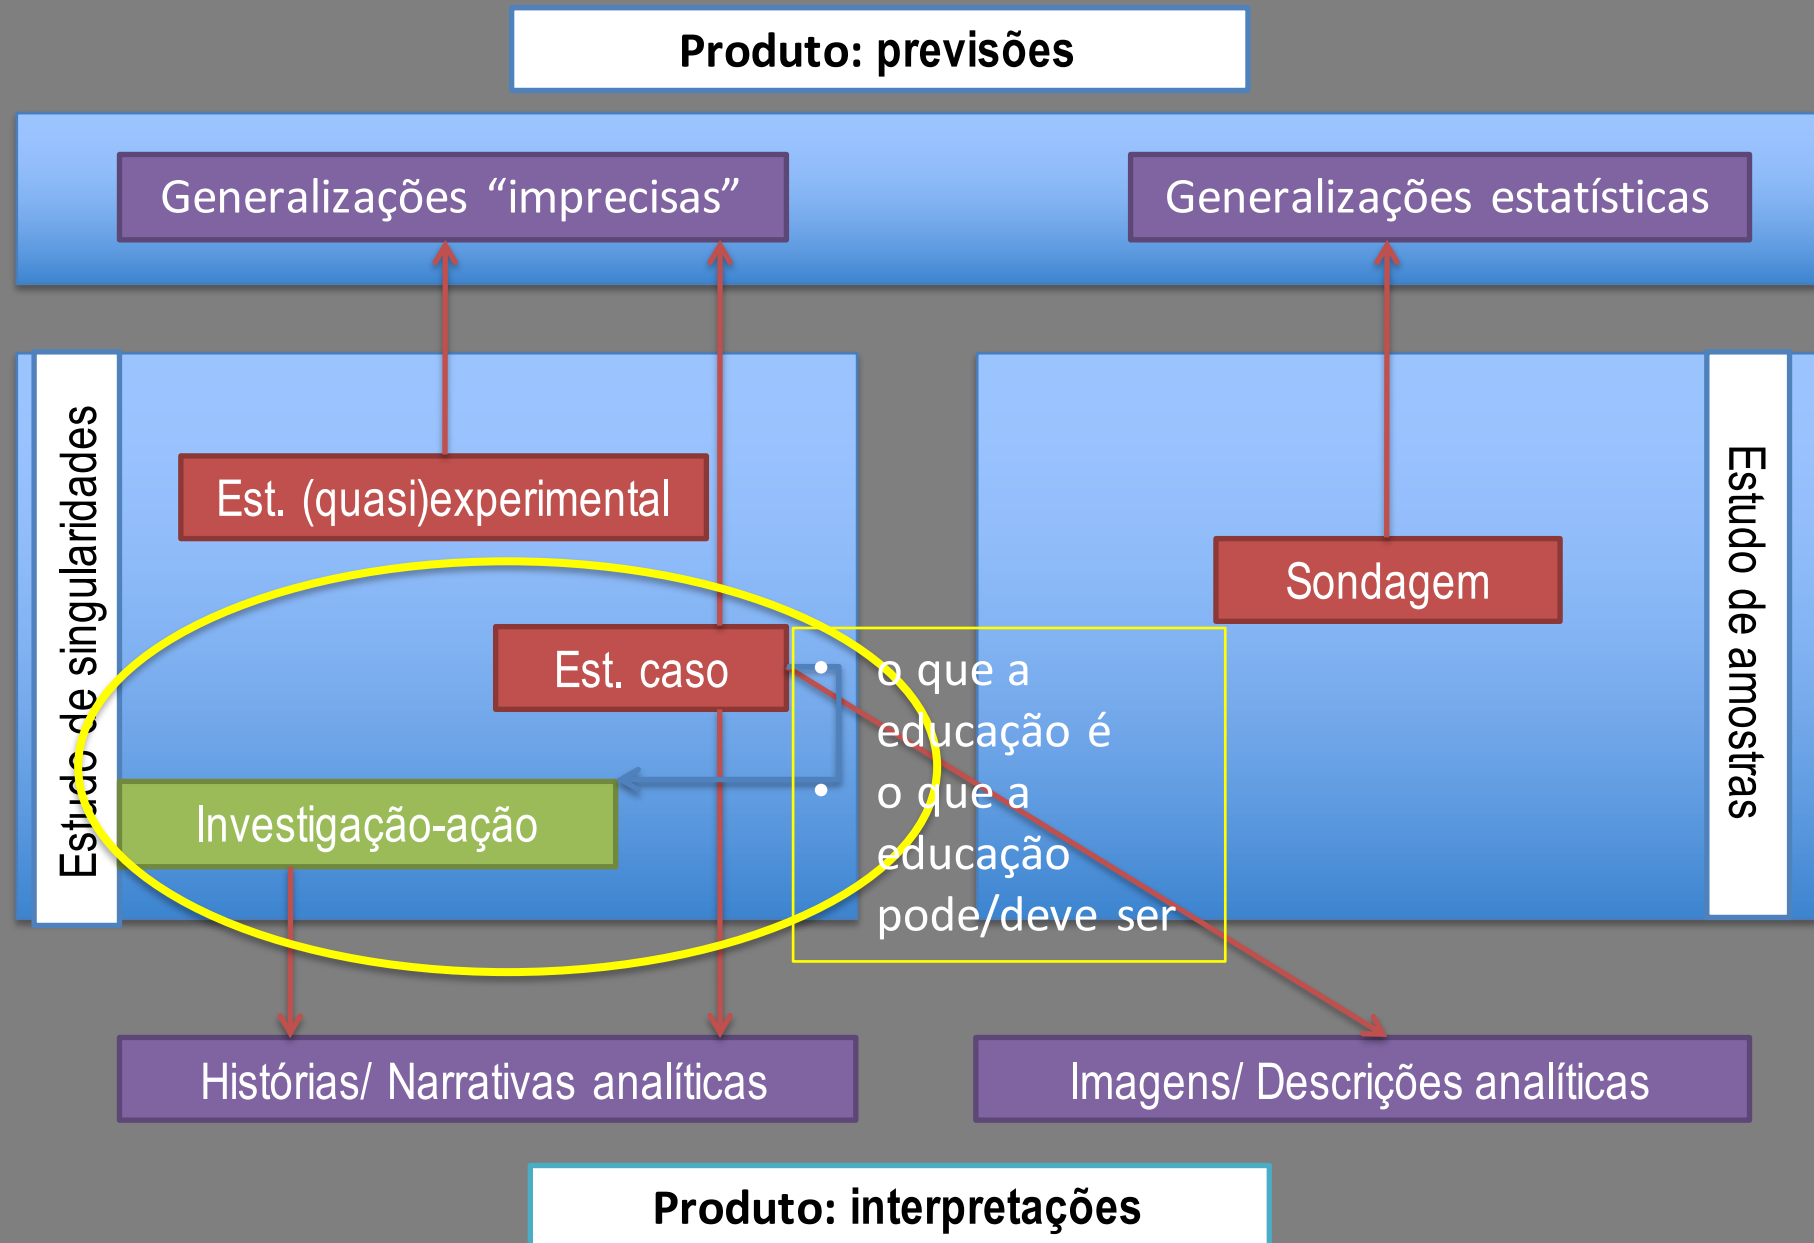 Produto: previsões
Generalizações “imprecisas”
Generalizações estatísticas
Estudo de singularidades
Est. (quasi)experimental
Est. caso
Investigação-ação
• o que a
educação é
• o que a
educação
pode/deve ser
Sondagem
Estudo de amostras
Histórias/ Narrativas analíticas
Imagens/ Descrições analíticas
Produto: interpretações